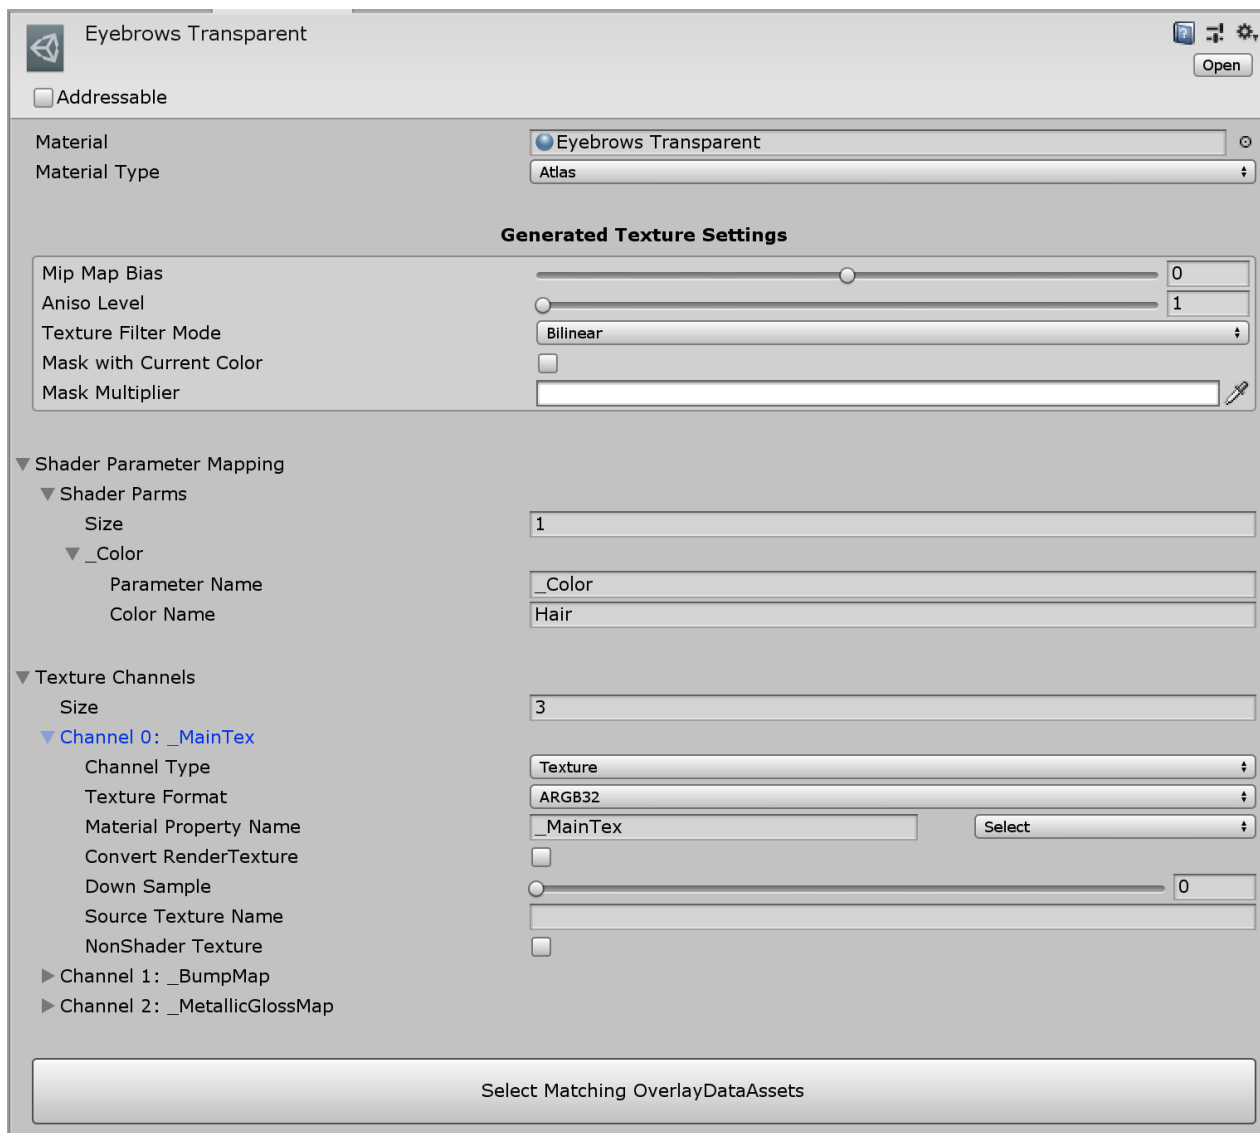 Eyebrows Transparent
Open
Addressable
Material Eyebrows Transparent
Material Type Atlas
Generated Texture Settings
Mip Map Bias 0
Aniso Level 1
Texture Filter Mode Bilinear
Mask with Current Color
Mask Multiplier
Shader Parameter Mapping
Shader Parms
Size 1
_Color
Parameter Name _Color
Color Name Hair
Texture Channels
Size 3
Channel 0: _MainTex
Channel Type Texture
Texture Format ARGB32
Material Property Name _MainTex Select
Convert RenderTexture
Down Sample 0
Source Texture Name
NonShader Texture
Channel 1: _BumpMap
Channel 2: _MetallicGlossMap
Select Matching OverlayDataAssets